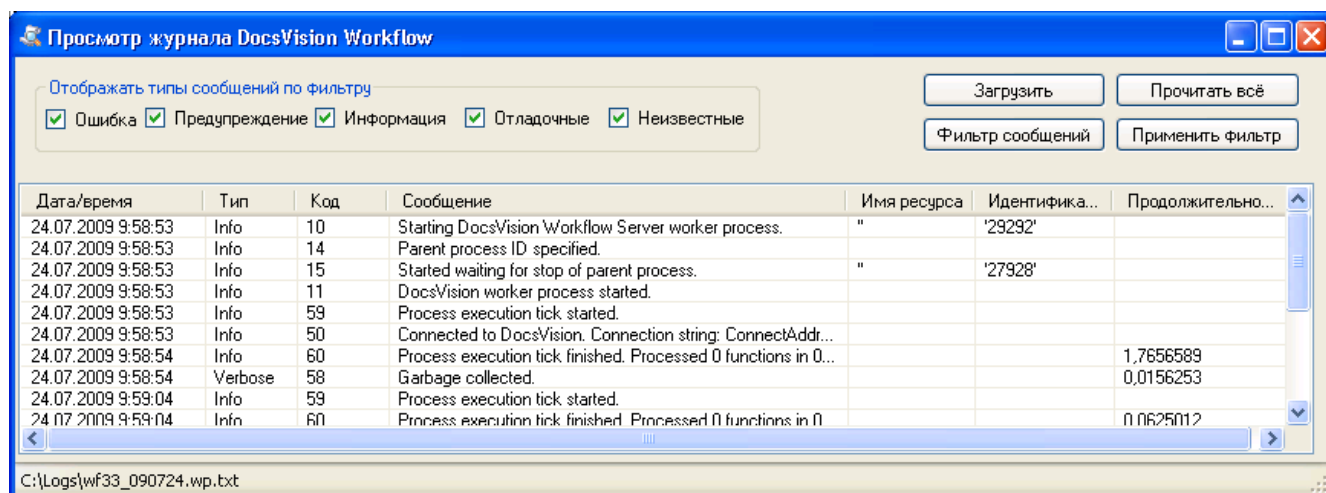 Просмотр журнала DocsVision Workflow
Отображать типы сообщений по фильтру
Ошибка Предупреждение Информация Отладочные Неизвестные
Загрузить Прочитать всё
Фильтр сообщений Применить фильтр
Дата/время Тип Код Сообщение Имя ресурса Идентифика... Продолжительно...
24.07.2009 9:58:53 Info 10 Starting DocsVision Workflow Server worker process. '' '29292'
24.07.2009 9:58:53 Info 14 Parent process ID specified.
24.07.2009 9:58:53 Info 15 Started waiting for stop of parent process. '' '27928'
24.07.2009 9:58:53 Info 11 DocsVision worker process started.
24.07.2009 9:58:53 Info 59 Process execution tick started.
24.07.2009 9:58:53 Info 50 Connected to DocsVision. Connection string: ConnectAddr...
24.07.2009 9:58:54 Info 60 Process execution tick finished. Processed 0 functions in 0... 1,7656589
24.07.2009 9:58:54 Verbose 58 Garbage collected. 0,0156253
24.07.2009 9:59:04 Info 59 Process execution tick started.
24.07.2009 9:59:04 Info 60 Process execution tick finished. Processed 0 functions in 0 0,0625012
C:\Logs\wf33_090724.wp.txt